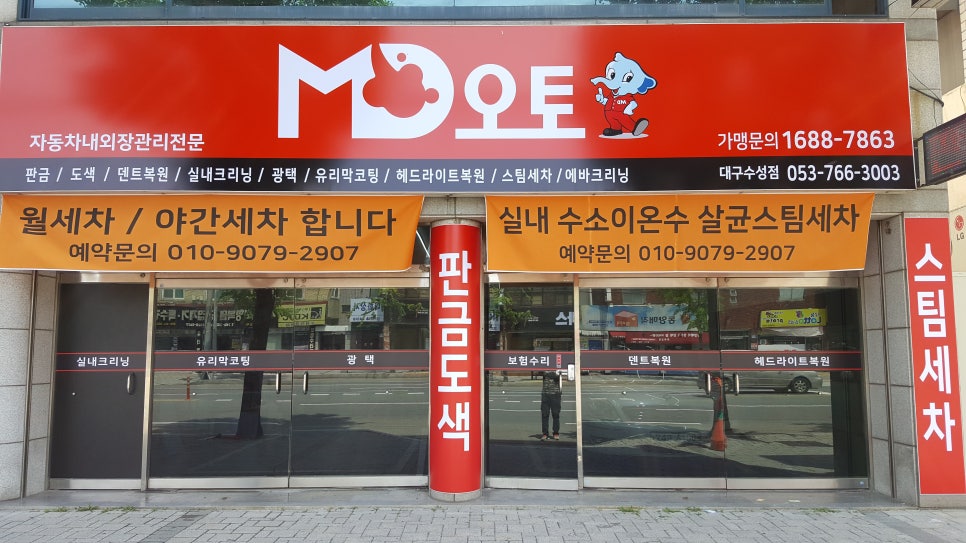 MD오토
자동차내외장관리전문
가맹문의 1688-7863
판금 / 도색 / 덴트복원 / 실내크리닝 / 광택 / 유리막코팅 / 헤드라이트복원 / 스팀세차 / 에바크리닝
대구수성점 053-766-3003
월세차 / 야간세차 합니다
예약문의 010-9079-2907
실내 수소이온수 살균스팀세차
예약문의 010-9079-2907
판금도색
스팀세차
실내크리닝
유리막코팅
광택
보험수리
덴트복원
헤드라이트복원
LG